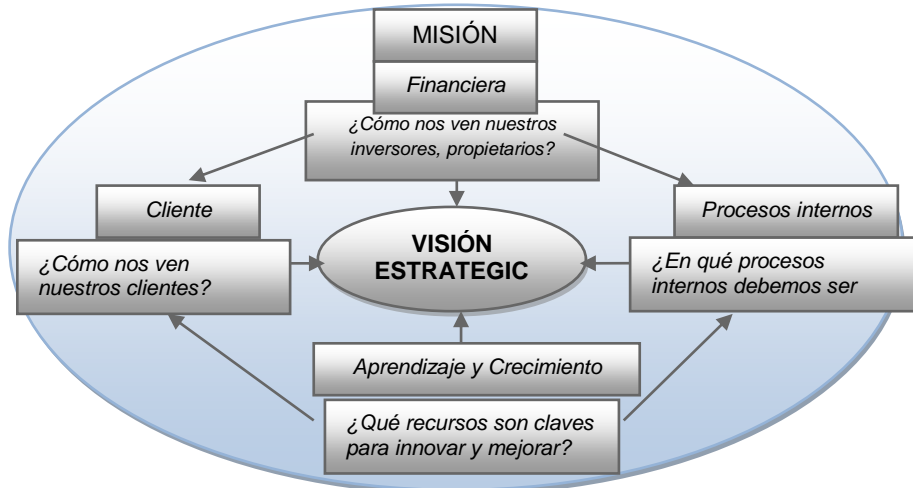 MISIÓN
Financiera
¿Cómo nos ven nuestros
inversores, propietarios?
Cliente
¿Cómo nos ven
nuestros clientes?
VISIÓN
ESTRATEGIC
Procesos internos
¿En qué procesos
internos debemos ser
Aprendizaje y Crecimiento
¿Qué recursos son claves
para innovar y mejorar?